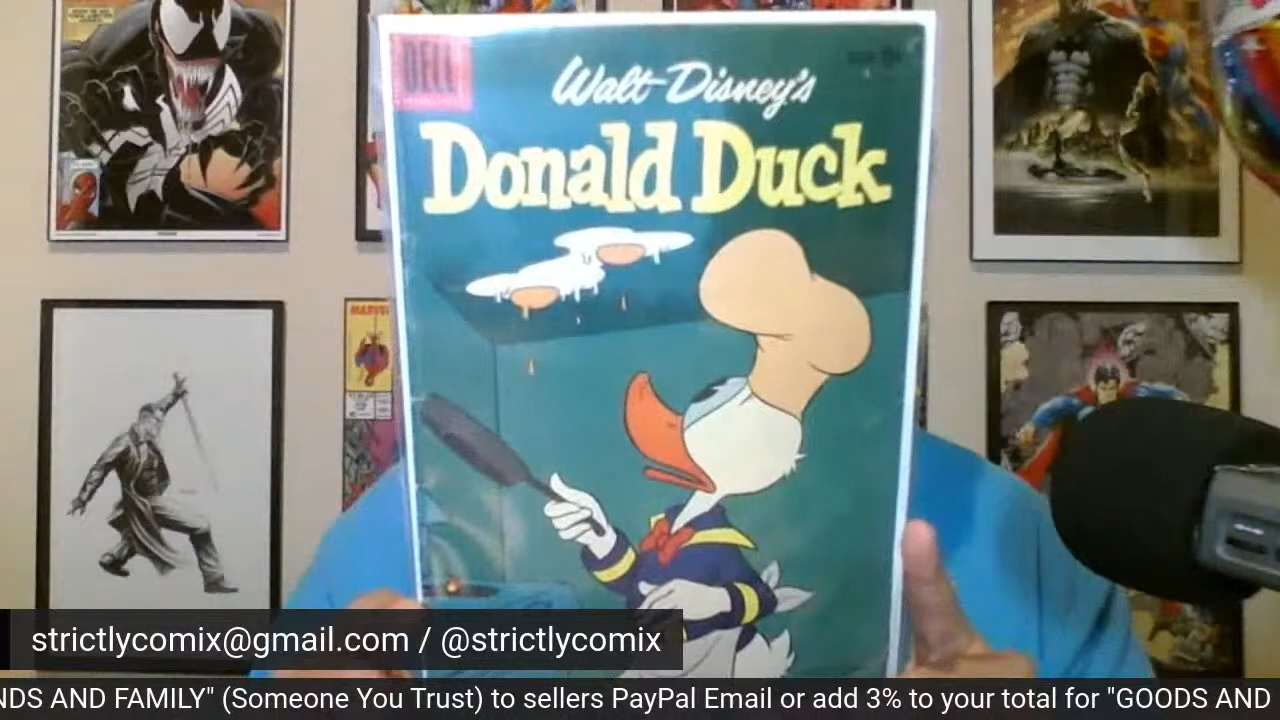 DELL
Walt Disney's
Donald Duck
MARVEL
strictlycomix@gmail.com / @strictlycomix
NDS AND FAMILY" (Someone You Trust) to sellers PayPal Email or add 3% to your total for "GOODS AND